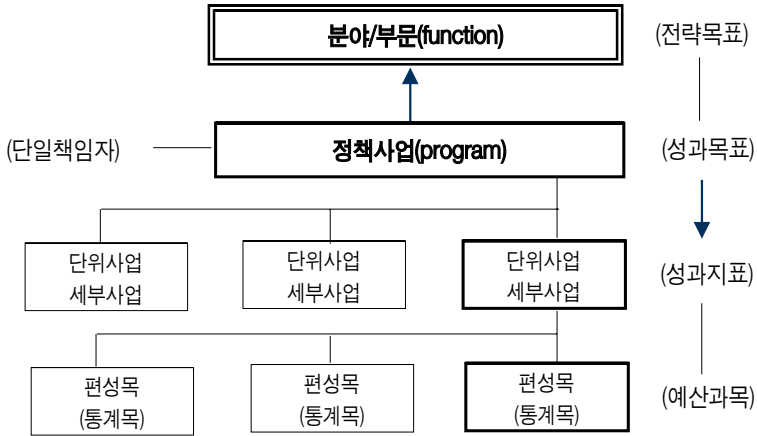 분야/부문(function)
(전략목표)
(단일책임자)
정책사업(program)
(성과목표)
단위사업
세부사업
단위사업
세부사업
단위사업
세부사업
(성과지표)
편성목
(통계목)
편성목
(통계목)
편성목
(통계목)
(예산과목)